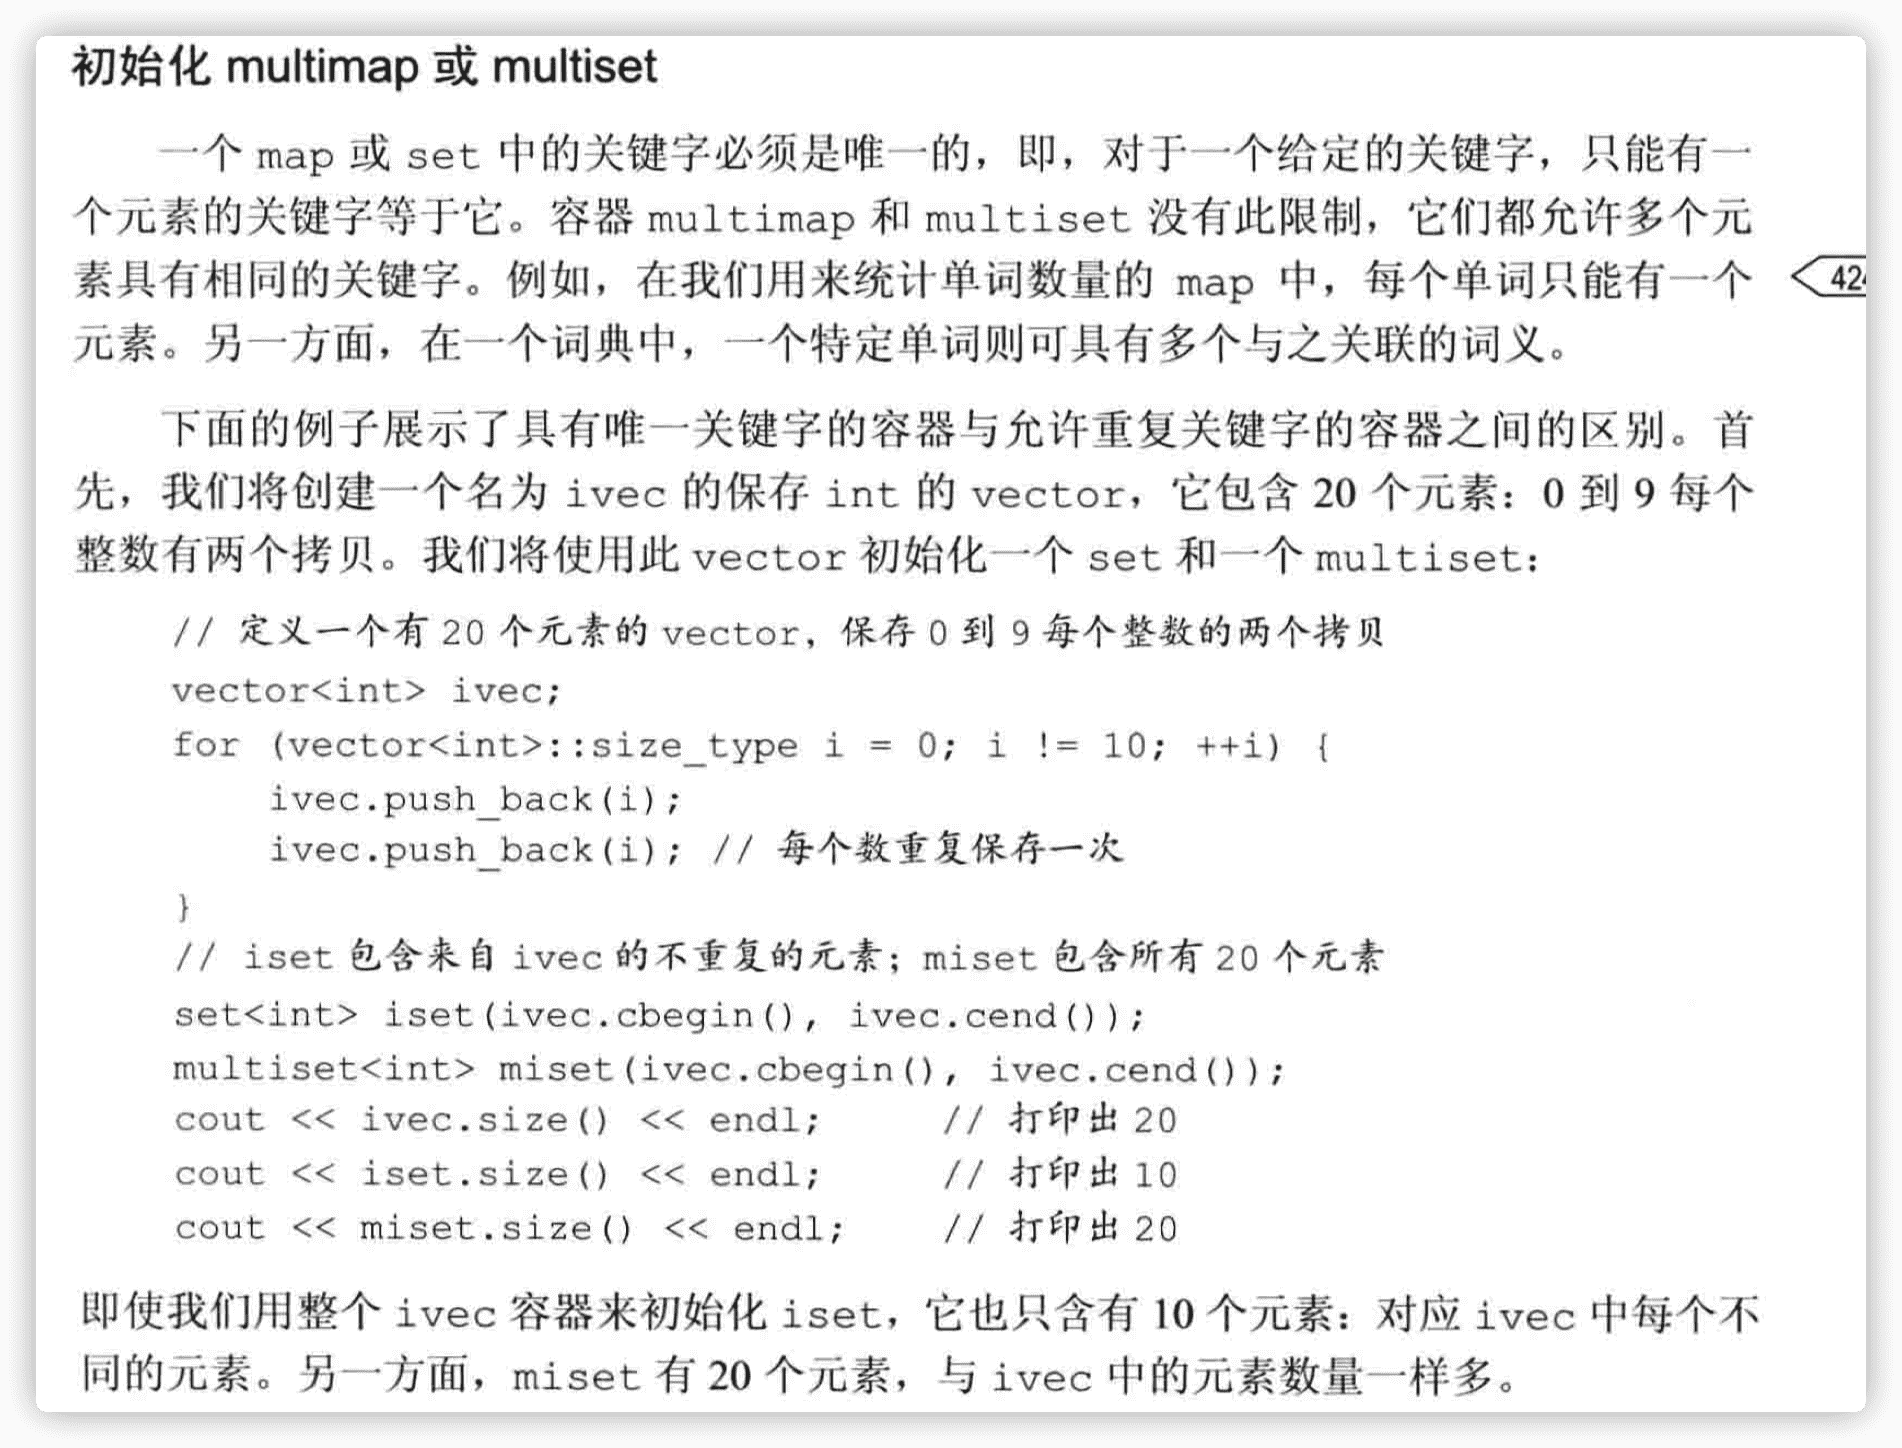 初始化 multimap 或 multiset
一个 map 或 set 中的关键字必须是唯一的，即，对于一个给定的关键字，只能有一
个元素的关键字等于它。容器 multimap 和 multiset 没有此限制，它们都允许多个元
素具有相同的关键字。例如，在我们用来统计单词数量的 map 中，每个单词只能有一个
元素。另一方面，在一个词典中，一个特定单词则可具有多个与之关联的词义。
下面的例子展示了具有唯一关键字的容器与允许重复关键字的容器之间的区别。首
先，我们将创建一个名为 ivec 的保存 int 的 vector，它包含 20 个元素：0 到 9 每个
整数有两个拷贝。我们将使用此 vector 初始化一个 set 和一个 multiset：
// 定义一个有 20 个元素的 vector，保存 0 到 9 每个整数的两个拷贝
vector<int> ivec;
for (vector<int>::size_type i = 0; i != 10; ++i) {
    ivec.push_back(i);
    ivec.push_back(i); // 每个数重复保存一次
}
// iset 包含来自 ivec 的不重复的元素；miset 包含所有 20 个元素
set<int> iset(ivec.cbegin(), ivec.cend());
multiset<int> miset(ivec.cbegin(), ivec.cend());
cout << ivec.size() << endl;     // 打印出 20
cout << iset.size() << endl;     // 打印出 10
cout << miset.size() << endl;    // 打印出 20
即使我们用整个 ivec 容器来初始化 iset，它也只含有 10 个元素：对应 ivec 中每个不
同的元素。另一方面，miset 有 20 个元素，与 ivec 中的元素数量一样多。